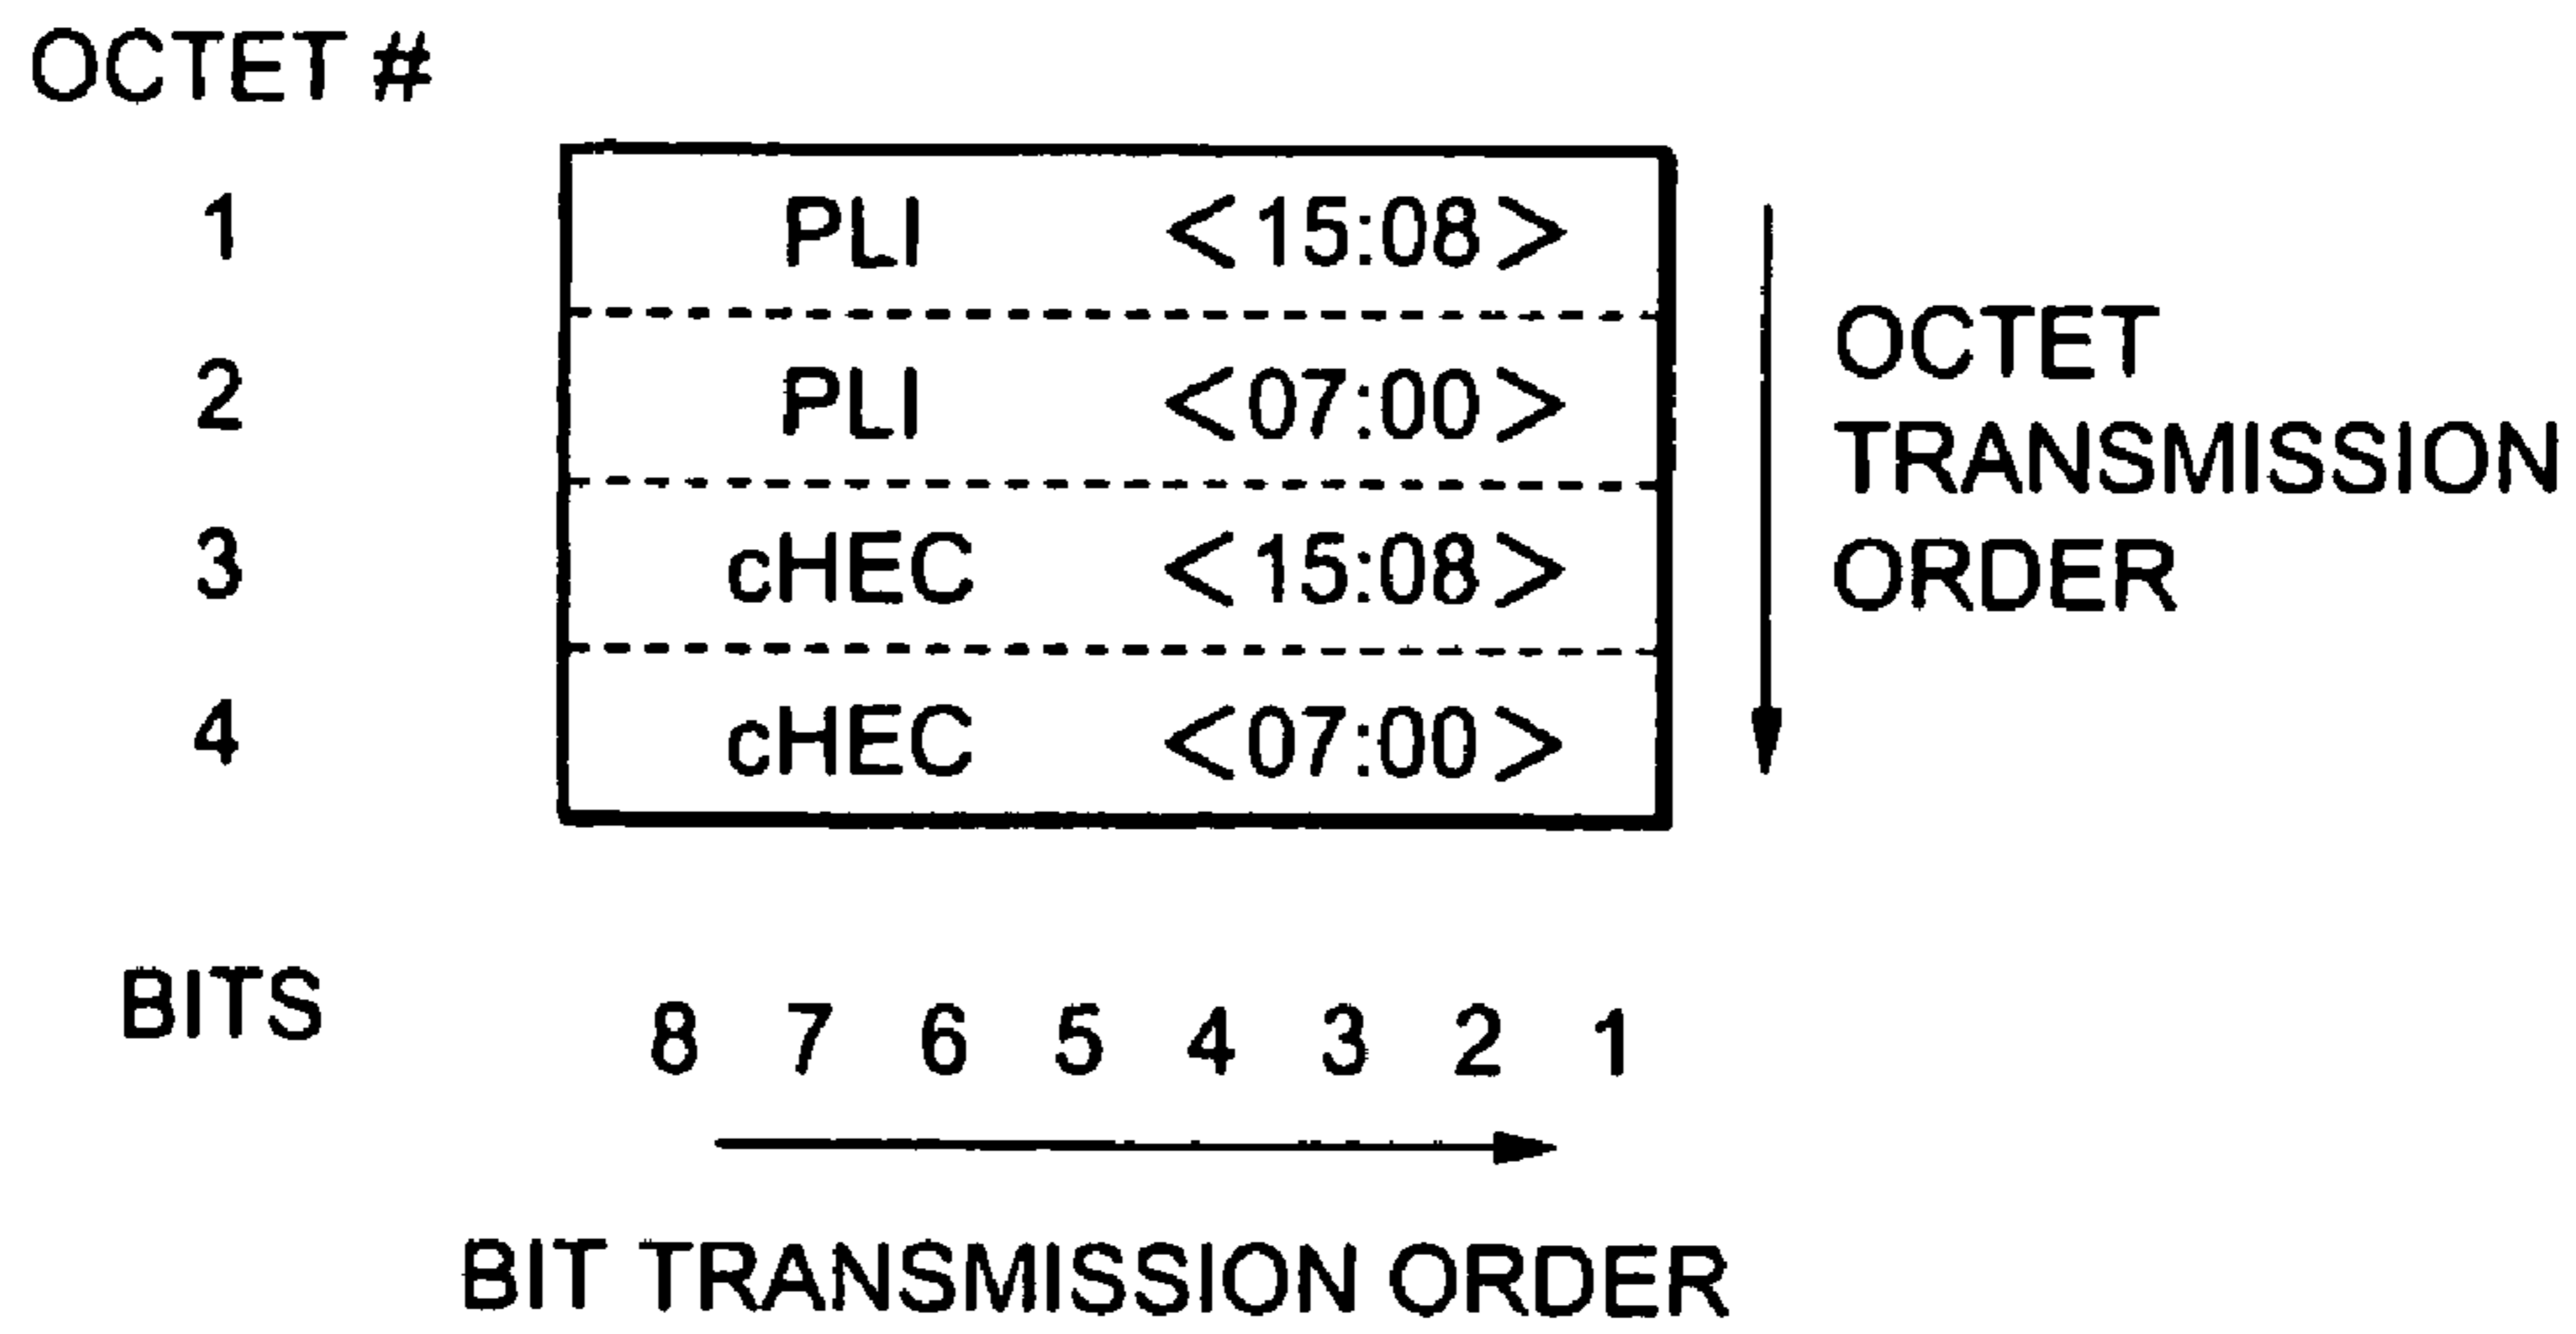 OCTET #
1 PLI <15:08>
2 PLI <07:00>
3 cHEC <15:08>
4 cHEC <07:00>
OCTET
TRANSMISSION
ORDER
BITS 8 7 6 5 4 3 2 1
BIT TRANSMISSION ORDER